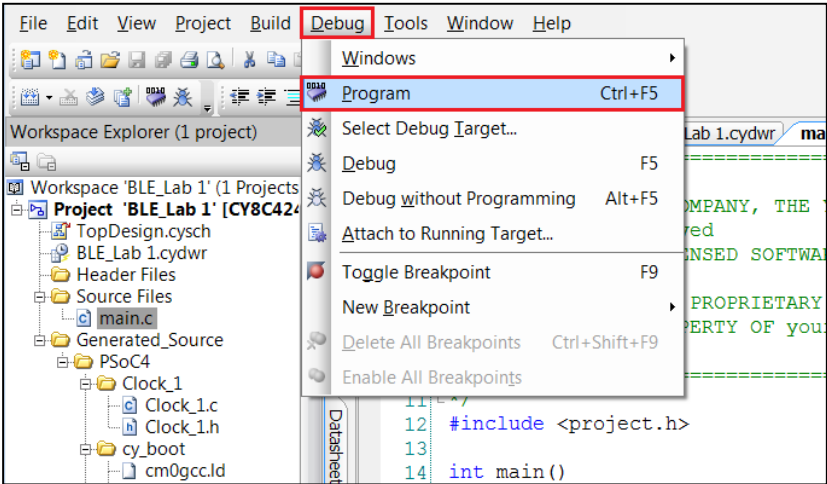 File Edit View Project Build Debug Tools Window Help
Windows
Program Ctrl+F5
Select Debug Target...
Debug F5
Debug without Programming Alt+F5
Attach to Running Target...
Toggle Breakpoint F9
New Breakpoint
Delete All Breakpoints Ctrl+Shift+F9
Enable All Breakpoints
Workspace Explorer (1 project)
Workspace 'BLE_Lab 1' (1 Projects
Project 'BLE_Lab 1' [CY8C424
TopDesign.cysch
BLE_Lab 1.cydwr
Header Files
Source Files
main.c
Generated_Source
PSoC4
Clock_1
Clock_1.c
Clock_1.h
cy_boot
cm0gcc.ld
Datasheet
Lab 1.cydwr ma
==============
MPANY, THE Y
ved
NSED SOFTWA
PROPRIETARY
PERTY OF you
==============
11 */
12 #include <project.h>
13
14 int main()